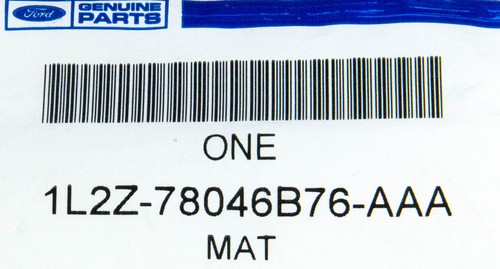 Ford
GENUINE
PARTS
ONE
1L2Z-78046B76-AAA
MAT